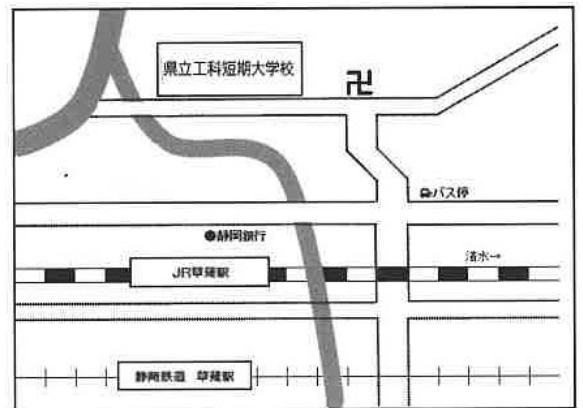 県立工科短期大学校
卍
バス停
●静岡銀行
清水→
JR草薙駅
静岡鉄道 草薙駅